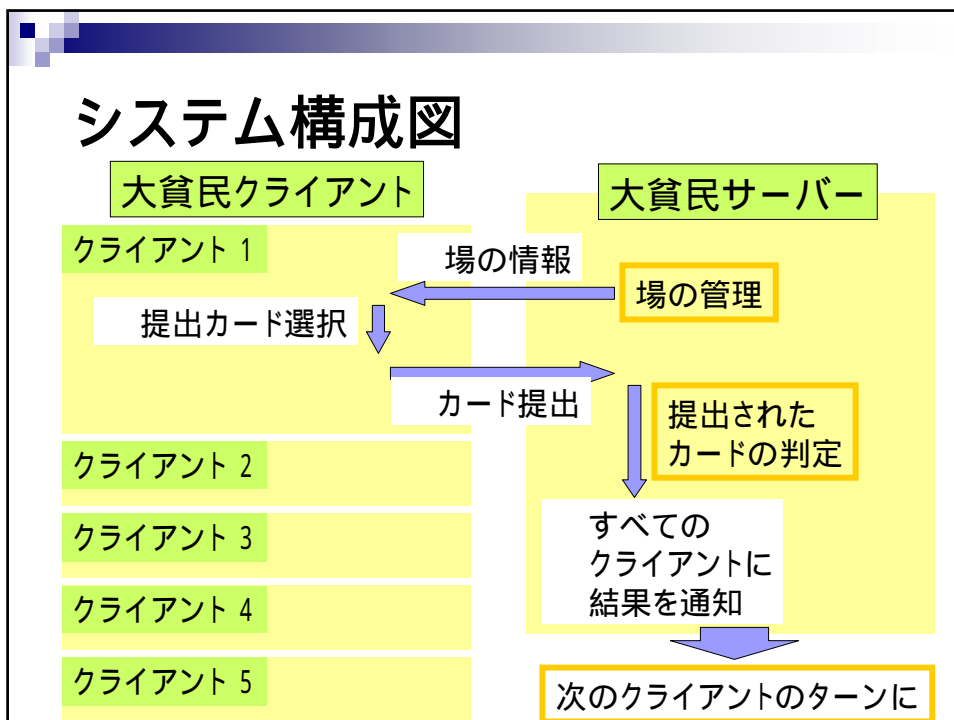 システム構成図
大貧民クライアント
大貧民サーバー
クライアント 1
場の情報
場の管理
提出カード選択
カード提出
提出された
カードの判定
クライアント 2
すべての
クライアントに
結果を通知
クライアント 3
クライアント 4
クライアント 5
次のクライアントのターンに